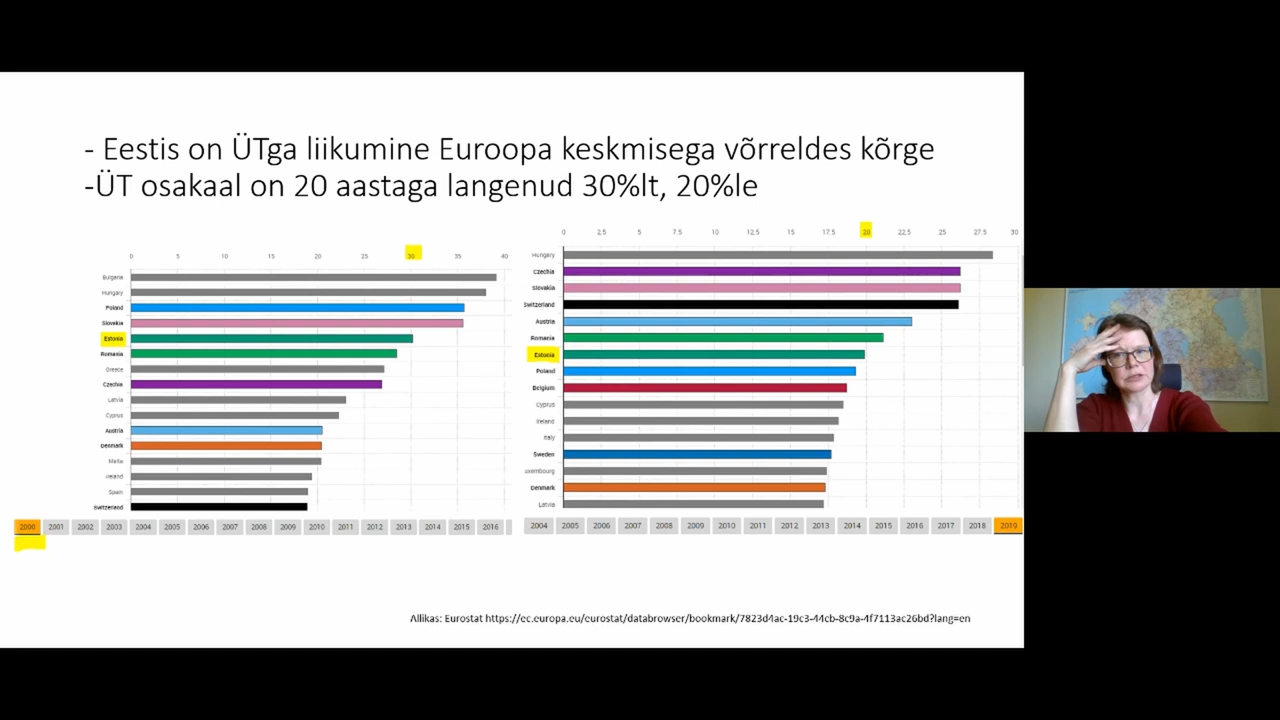 - Eestis on ÜTga liikumine Euroopa keskmisega võrreldes kõrge
-ÜT osakaal on 20 aastaga langenud 30%lt, 20%le
0 5 10 15 20 25 30 35 40
Bulgaria
Hungary
Poland
Slovakia
Estonia
Romania
Greece
Czechia
Latvia
Cyprus
Austria
Denmark
Malta
Ireland
Spain
Switzerland
2000 2001 2002 2003 2004 2005 2006 2007 2008 2009 2010 2011 2012 2013 2014 2015 2016
0 2.5 5 7.5 10 12.5 15 17.5 20 22.5 25 27.5 30
Hungary
Czechia
Slovakia
Switzerland
Austria
Romania
Estonia
Poland
Belgium
Cyprus
Ireland
Italy
Sweden
uxembourg
Denmark
Latvia
2004 2005 2006 2007 2008 2009 2010 2011 2012 2013 2014 2015 2016 2017 2018 2019
Allikas: Eurostat https://ec.europa.eu/eurostat/databrowser/bookmark/7823d4ac-19c3-44cb-8c9a-4f7113ac26bd?lang=en